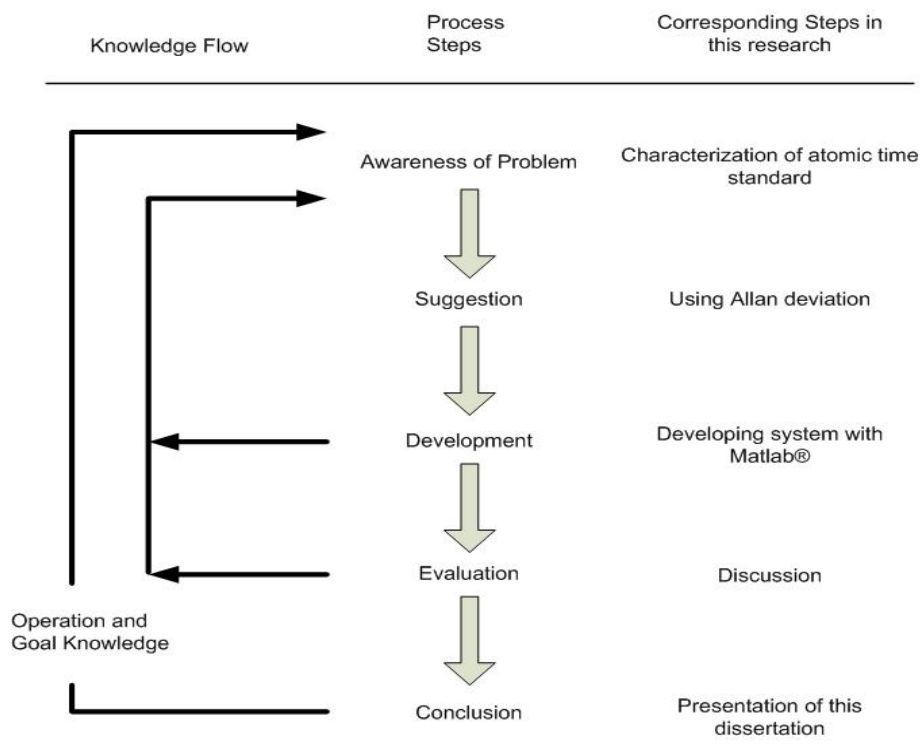 Knowledge Flow
Process
Steps
Corresponding Steps in
this research
Awareness of Problem
Characterization of atomic time
standard
Suggestion
Using Allan deviation
Development
Developing system with
Matlab®
Evaluation
Discussion
Operation and
Goal Knowledge
Conclusion
Presentation of this
dissertation